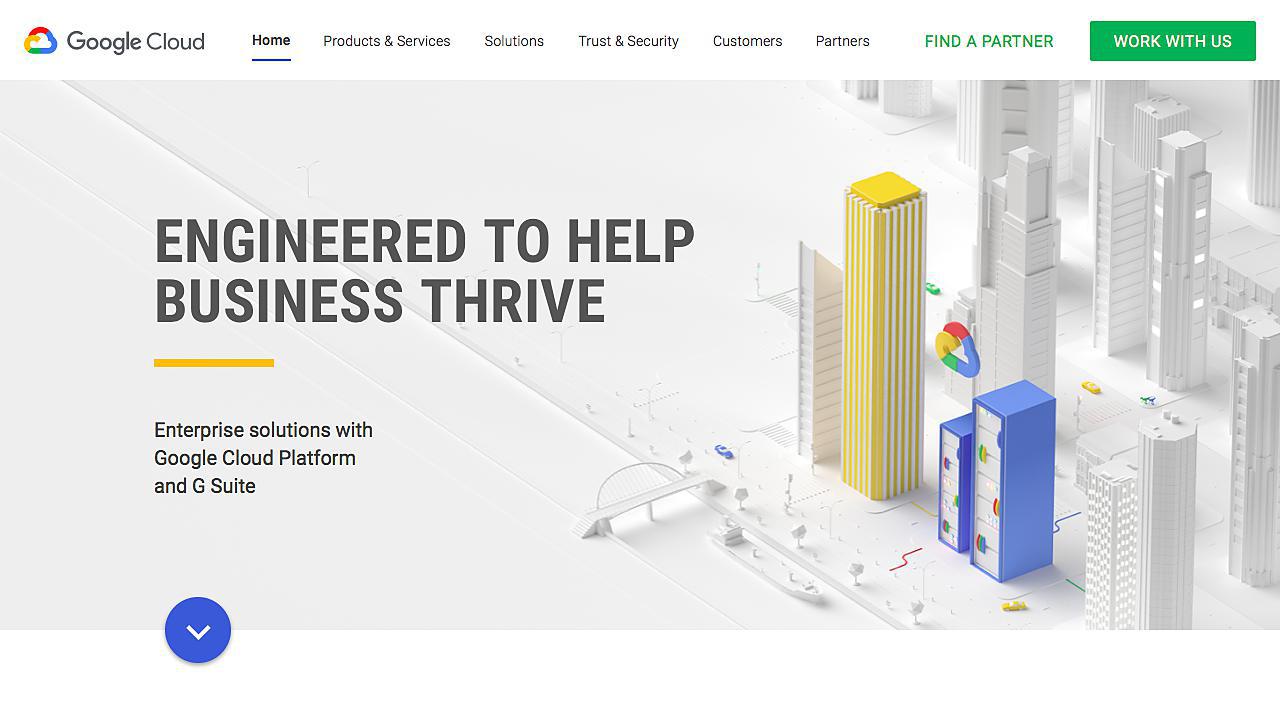 Google Cloud
Home
Products & Services
Solutions
Trust & Security
Customers
Partners
FIND A PARTNER
WORK WITH US
ENGINEERED TO HELP
BUSINESS THRIVE
Enterprise solutions with
Google Cloud Platform
and G Suite